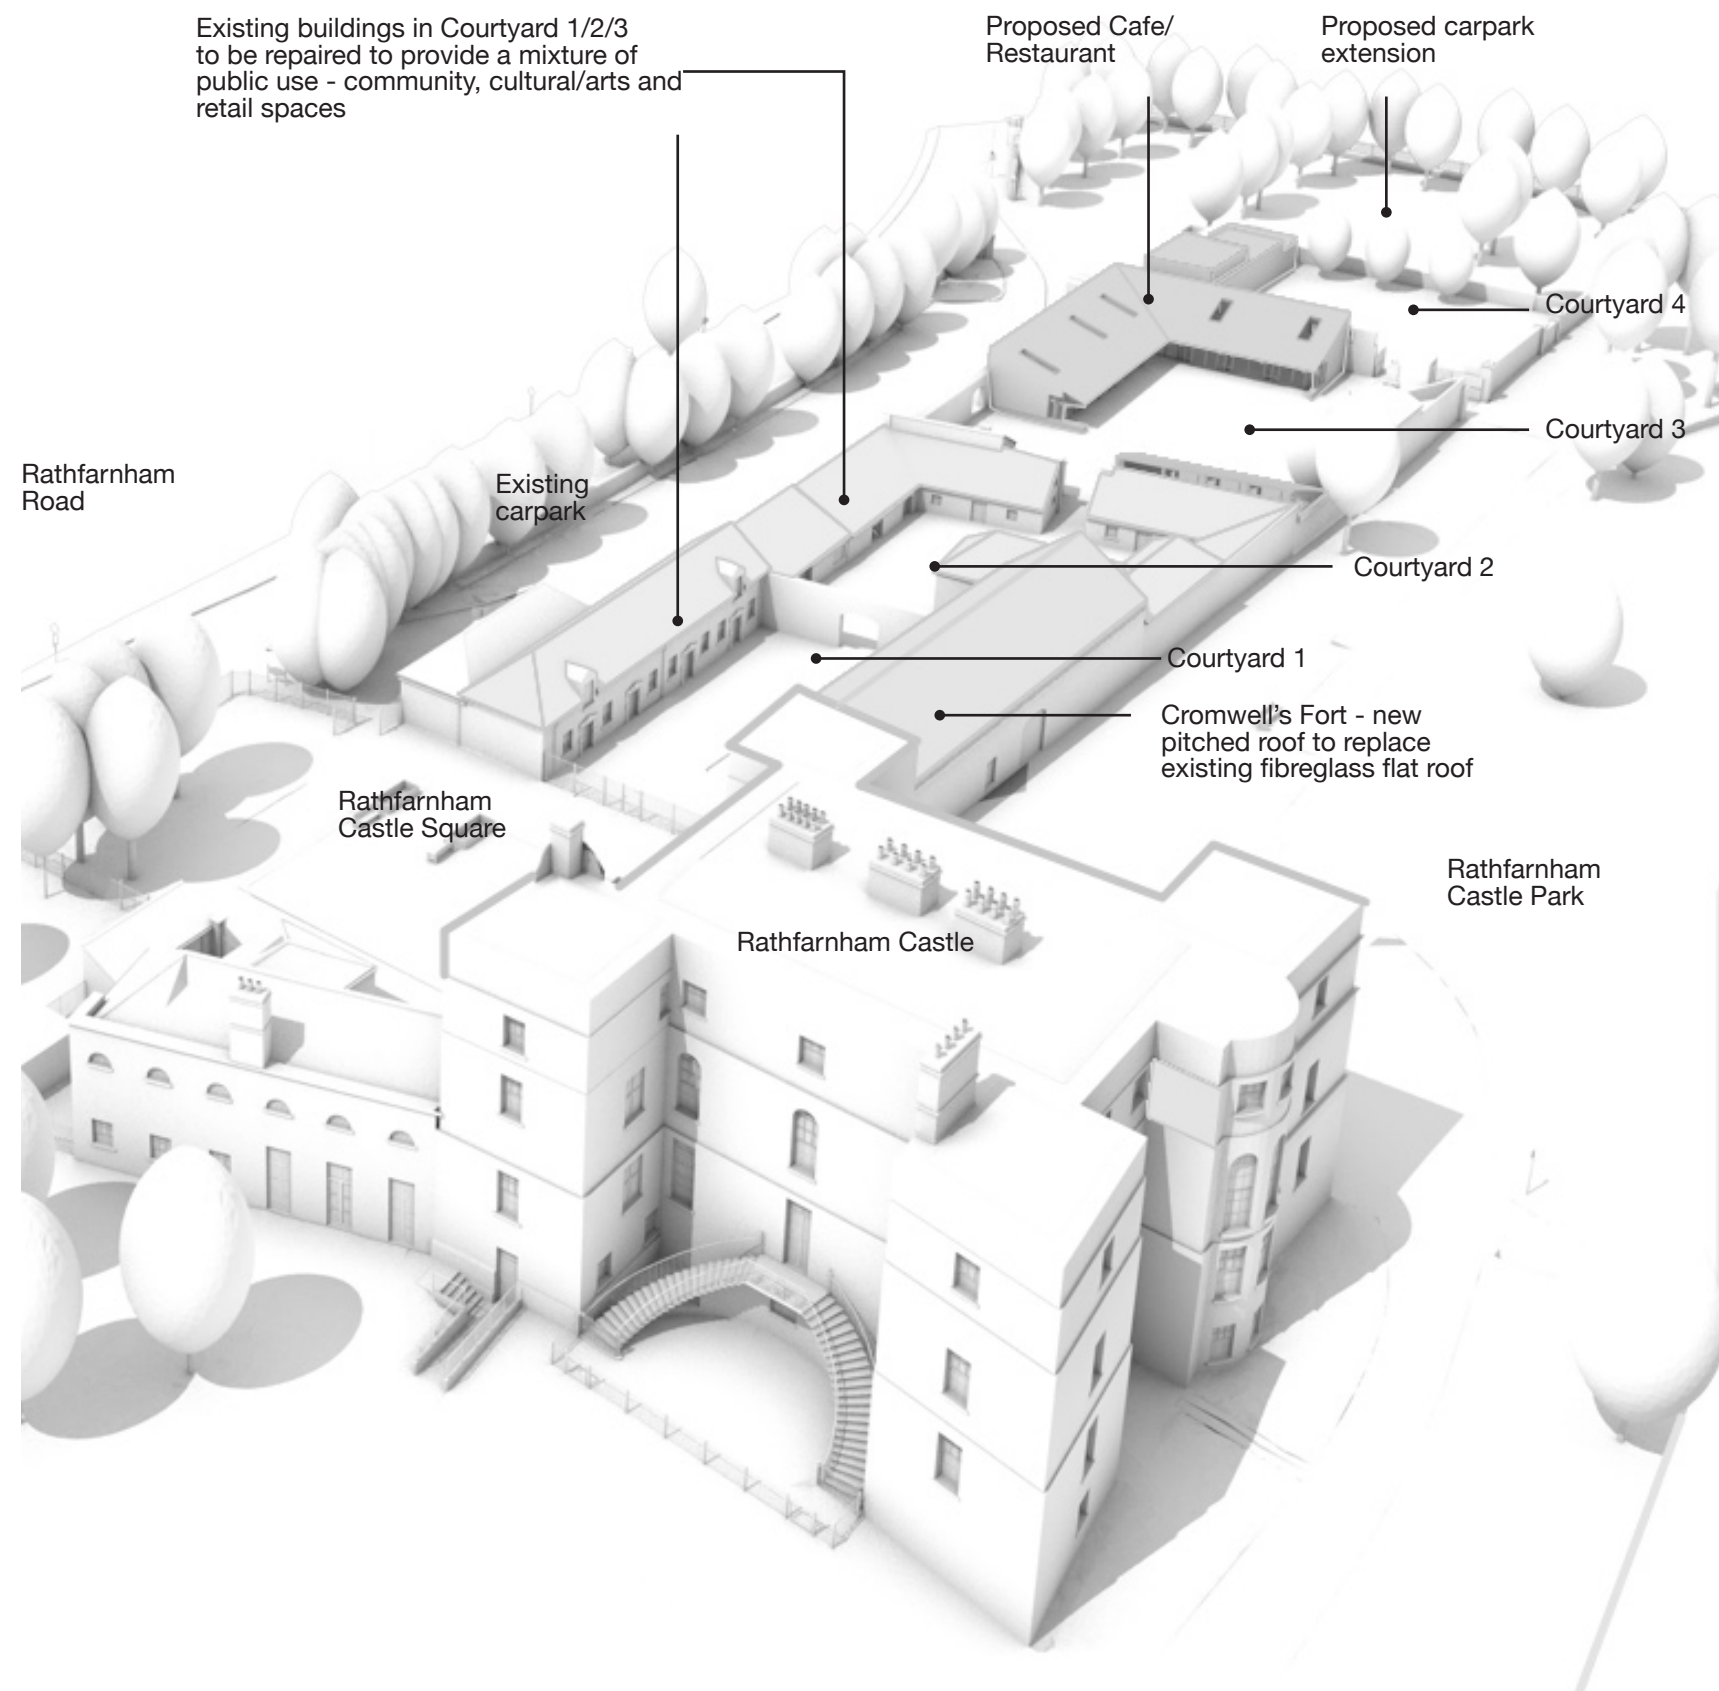 Existing buildings in Courtyard 1/2/3
to be repaired to provide a mixture of
public use - community, cultural/arts and
retail spaces
Proposed Cafe/
Restaurant
Proposed carpark
extension
Courtyard 4
Courtyard 3
Rathfarnham
Road
Existing
carpark
Courtyard 2
Courtyard 1
Cromwell's Fort - new
pitched roof to replace
existing fibreglass flat roof
Rathfarnham
Castle Square
Rathfarnham
Castle Park
Rathfarnham Castle